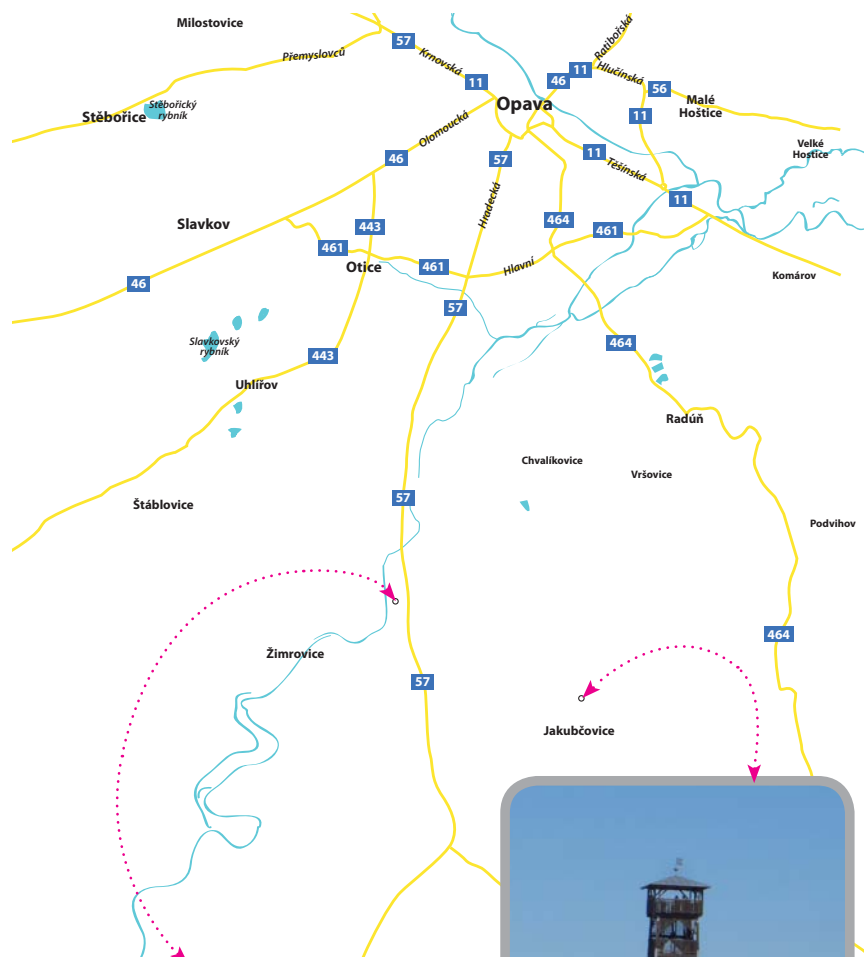 Milostovice
57
Krnovská
Ratibořská
Přemyslovců
11
46
11
Hlučínská
56
Opava
Malé
Hoštice
Stěbořický
rybník
Stěbořice
Olomoucká
11
46
57
11
Těšínská
Velké
Hoštice
Hradecká
11
Slavkov
443
464
461
461
461
Hlavní
Otice
46
Komárov
57
Slavkovský
rybník
443
464
Uhlířov
Radúň
Chvalíkovice
Vršovice
57
Štáblovice
Podvihov
464
Žimrovice
57
Jakubčovice